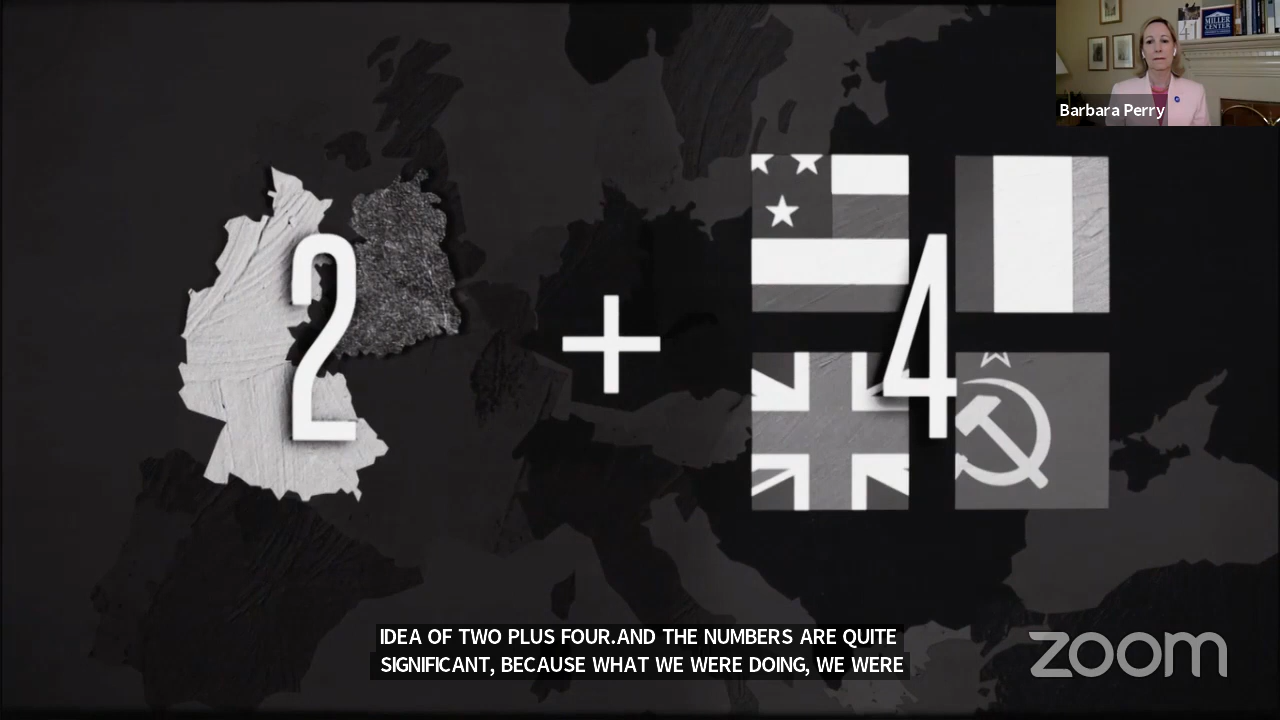 MILLER
CENTER
Barbara Perry
2 + 4
IDEA OF TWO PLUS FOUR.AND THE NUMBERS ARE QUITE
SIGNIFICANT, BECAUSE WHAT WE WERE DOING, WE WERE
zoom